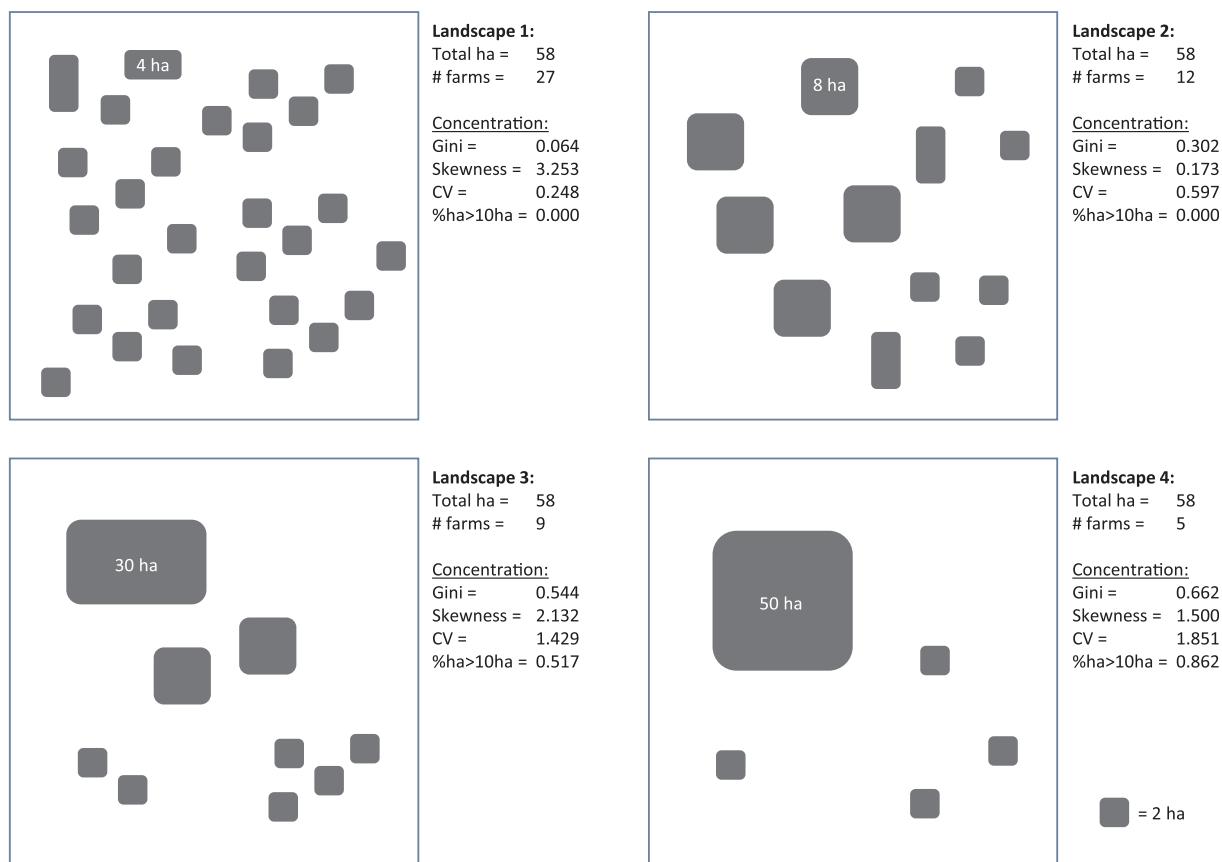 4 ha
Landscape 1:
Total ha = 58
# farms = 27
Concentration:
Gini = 0.064
Skewness = 3.253
CV = 0.248
%ha>10ha = 0.000
8 ha
Landscape 2:
Total ha = 58
# farms = 12
Concentration:
Gini = 0.302
Skewness = 0.173
CV = 0.597
%ha>10ha = 0.000
30 ha
Landscape 3:
Total ha = 58
# farms = 9
Concentration:
Gini = 0.544
Skewness = 2.132
CV = 1.429
%ha>10ha = 0.517
50 ha
Landscape 4:
Total ha = 58
# farms = 5
Concentration:
Gini = 0.662
Skewness = 1.500
CV = 1.851
%ha>10ha = 0.862
= 2 ha